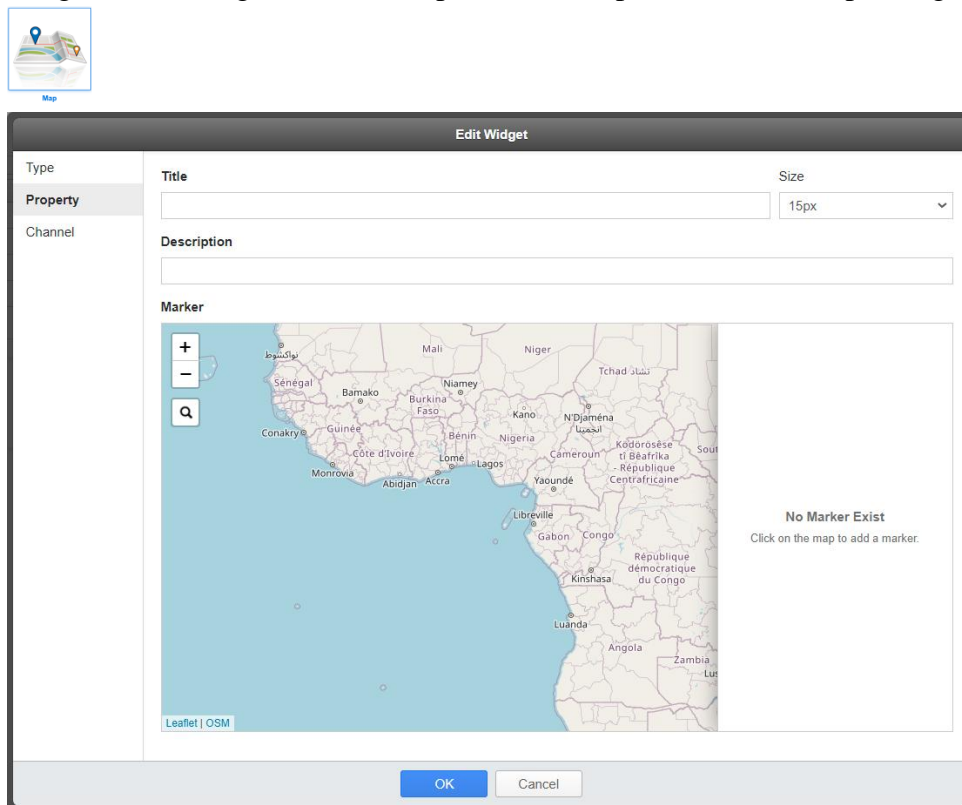 Map
Edit Widget
Type
Property
Channel
Title
Size
15px
Description
Marker
+
−
نواكشوط
Mali
Niger
Tchad تشاد
Sénégal
Bamako
Niamey
Burkina
Faso
Kano
N'Djaména
انجمينا
Conakry
Guinée
Bénin
Nigeria
Côte d'Ivoire
Lomé
Lagos
Cameroun
Ködörösêse
tî Bêafrîka
- République
Centrafricaine
Sout
Monrovia
Abidjan
Accra
Yaoundé
Libreville
Gabon
Congo
République
démocratique
du Congo
Kinshasa
Luanda
Angola
Zambia
Lus
Leaflet | OSM
No Marker Exist
Click on the map to add a marker.
OK
Cancel